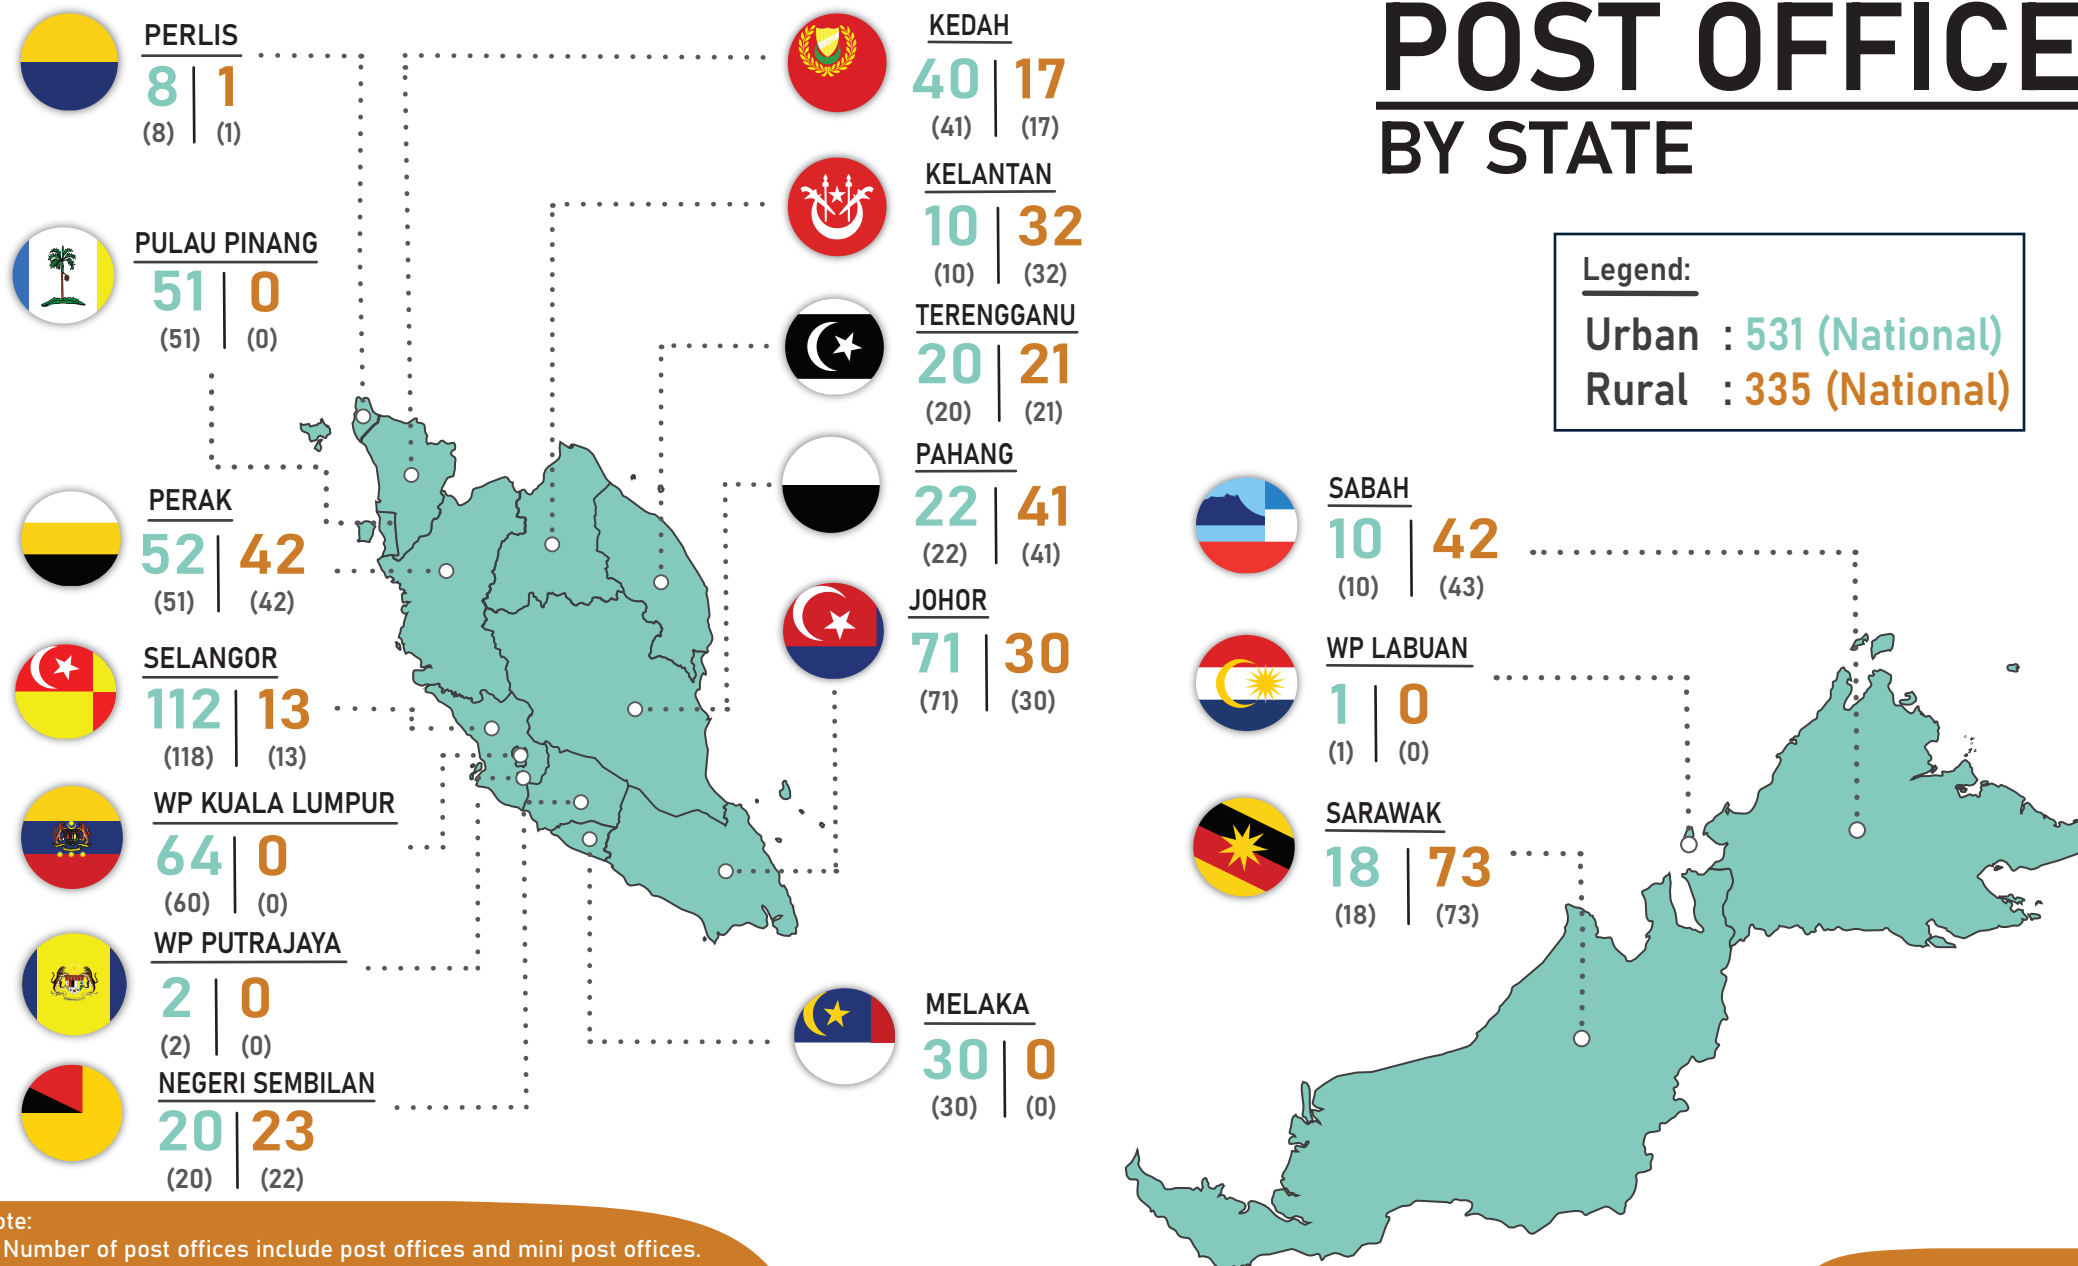 POST OFFICE
BY STATE
Legend:
Urban : 531 (National)
Rural : 335 (National)
PERLIS
8 | 1
(8) (1)
PULAU PINANG
51 | 0
(51) (0)
PERAK
52 | 42
(51) (42)
SELANGOR
112 | 13
(118) (13)
WP KUALA LUMPUR
64 | 0
(60) (0)
WP PUTRAJAYA
2 | 0
(2) (0)
NEGERI SEMBILAN
20 | 23
(20) (22)
KEDAH
40 | 17
(41) (17)
KELANTAN
10 | 32
(10) (32)
TERENGGANU
20 | 21
(20) (21)
PAHANG
22 | 41
(22) (41)
JOHOR
71 | 30
(71) (30)
MELAKA
30 | 0
(30) (0)
SABAH
10 | 42
(10) (43)
WP LABUAN
1 | 0
(1) (0)
SARAWAK
18 | 73
(18) (73)
ote:
Number of post offices include post offices and mini post offices.